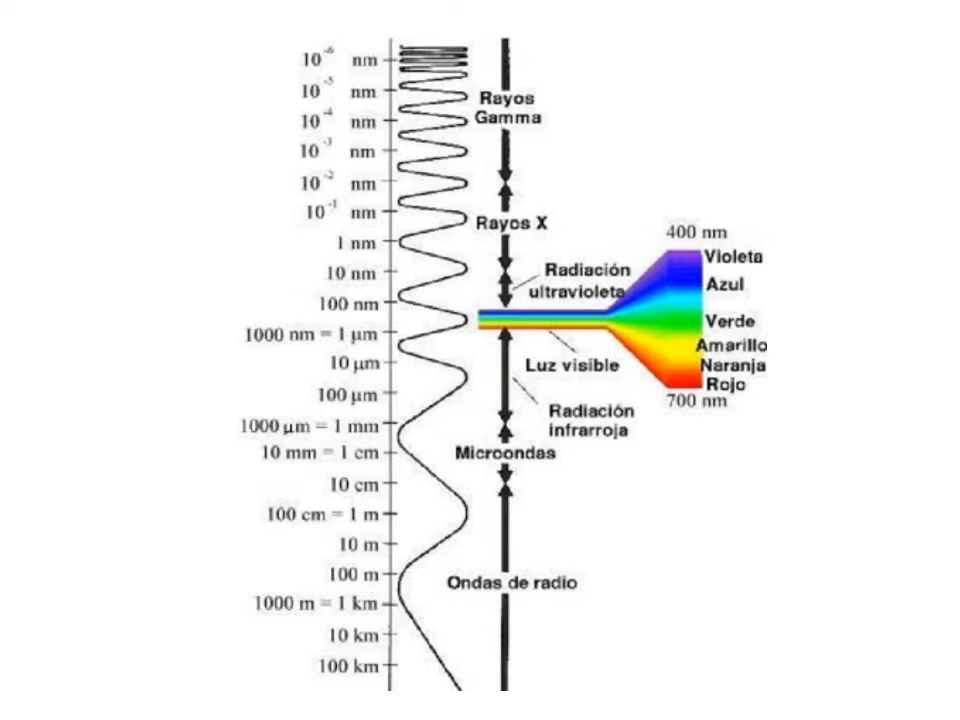 10⁻⁶ nm
10⁻⁵ nm
10⁻⁴ nm
10⁻³ nm
10⁻² nm
10⁻¹ nm
1 nm
10 nm
100 nm
1000 nm = 1 µm
10 µm
100 µm
1000 µm = 1 mm
10 mm = 1 cm
10 cm
100 cm = 1 m
10 m
100 m
1000 m = 1 km
10 km
100 km
Rayos
Gamma
Rayos X
Radiación
ultravioleta
Luz visible
Radiación
infrarroja
Microondas
Ondas de radio
400 nm
Violeta
Azul
Verde
Amarillo
Naranja
Rojo
700 nm